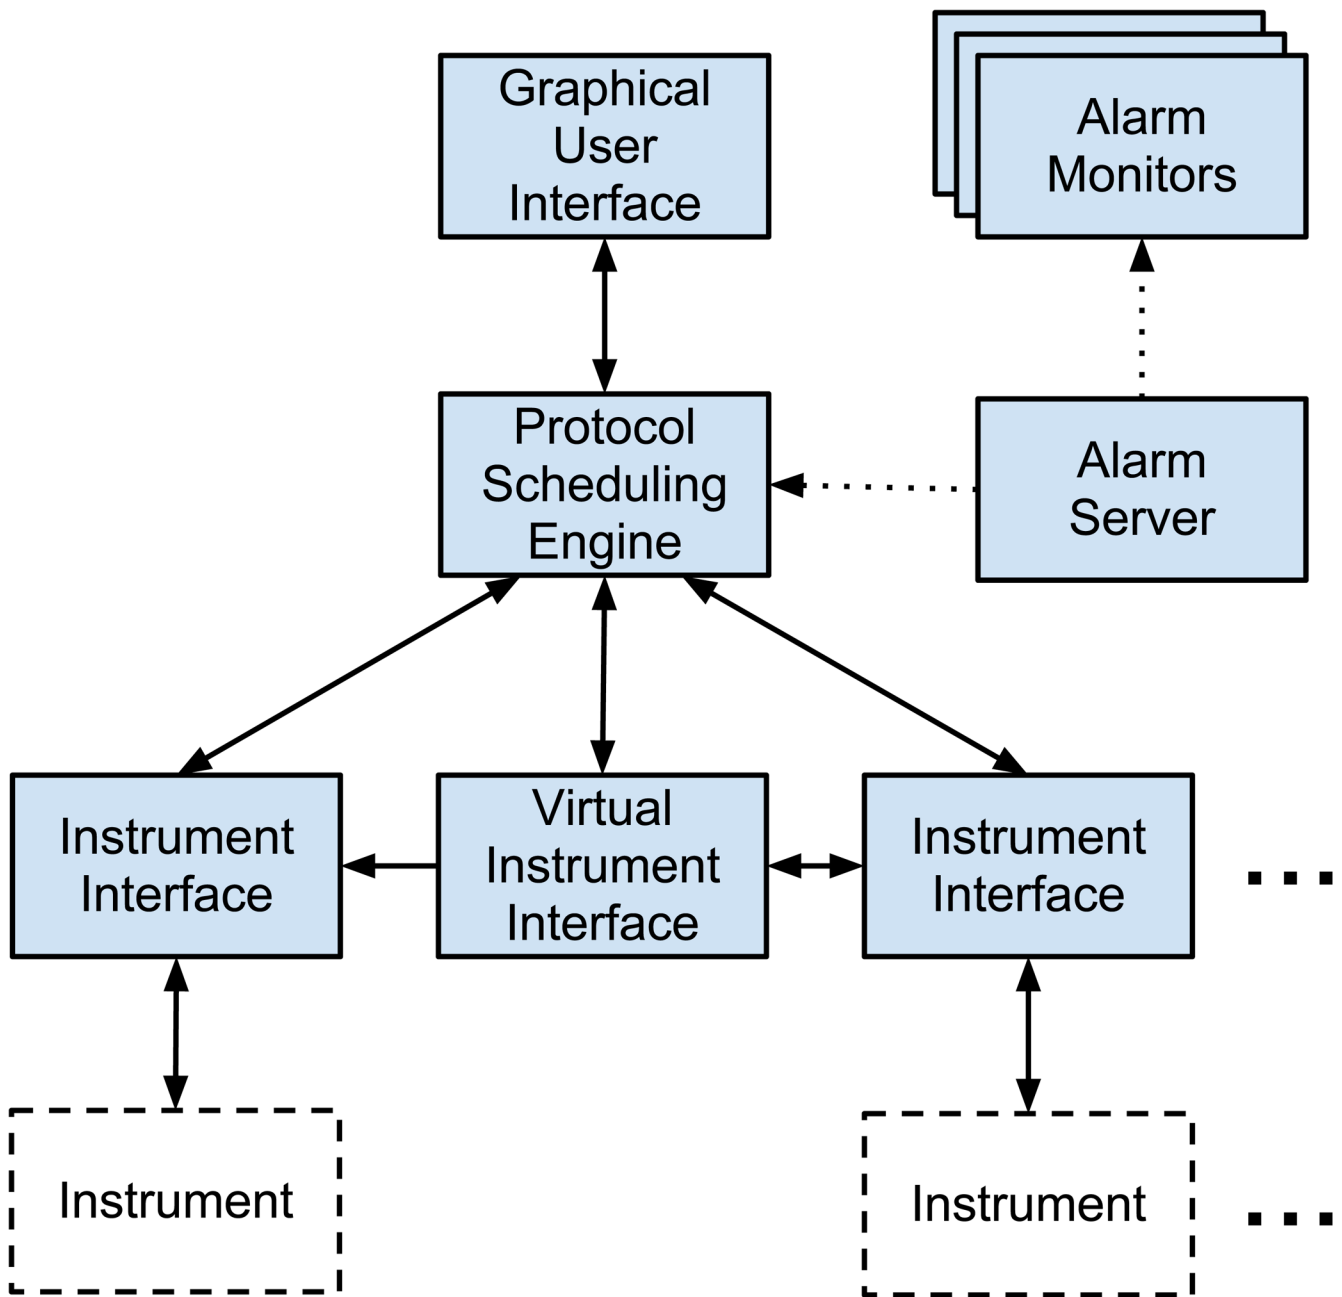 Graphical
User
Interface
Alarm
Monitors
Protocol
Scheduling
Engine
Alarm
Server
Instrument
Interface
Virtual
Instrument
Interface
Instrument
Interface
...
Instrument
Instrument
...